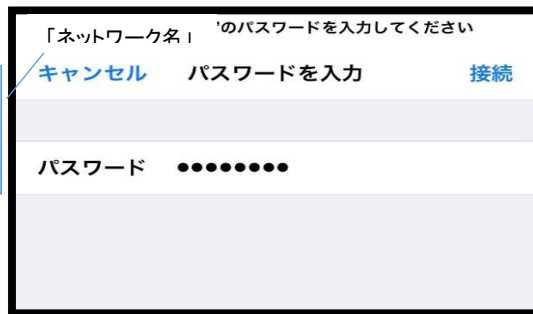 「ネットワーク名」 "のパスワードを入力してください
キャンセル パスワードを入力 接続
パスワード ●●●●●●●●